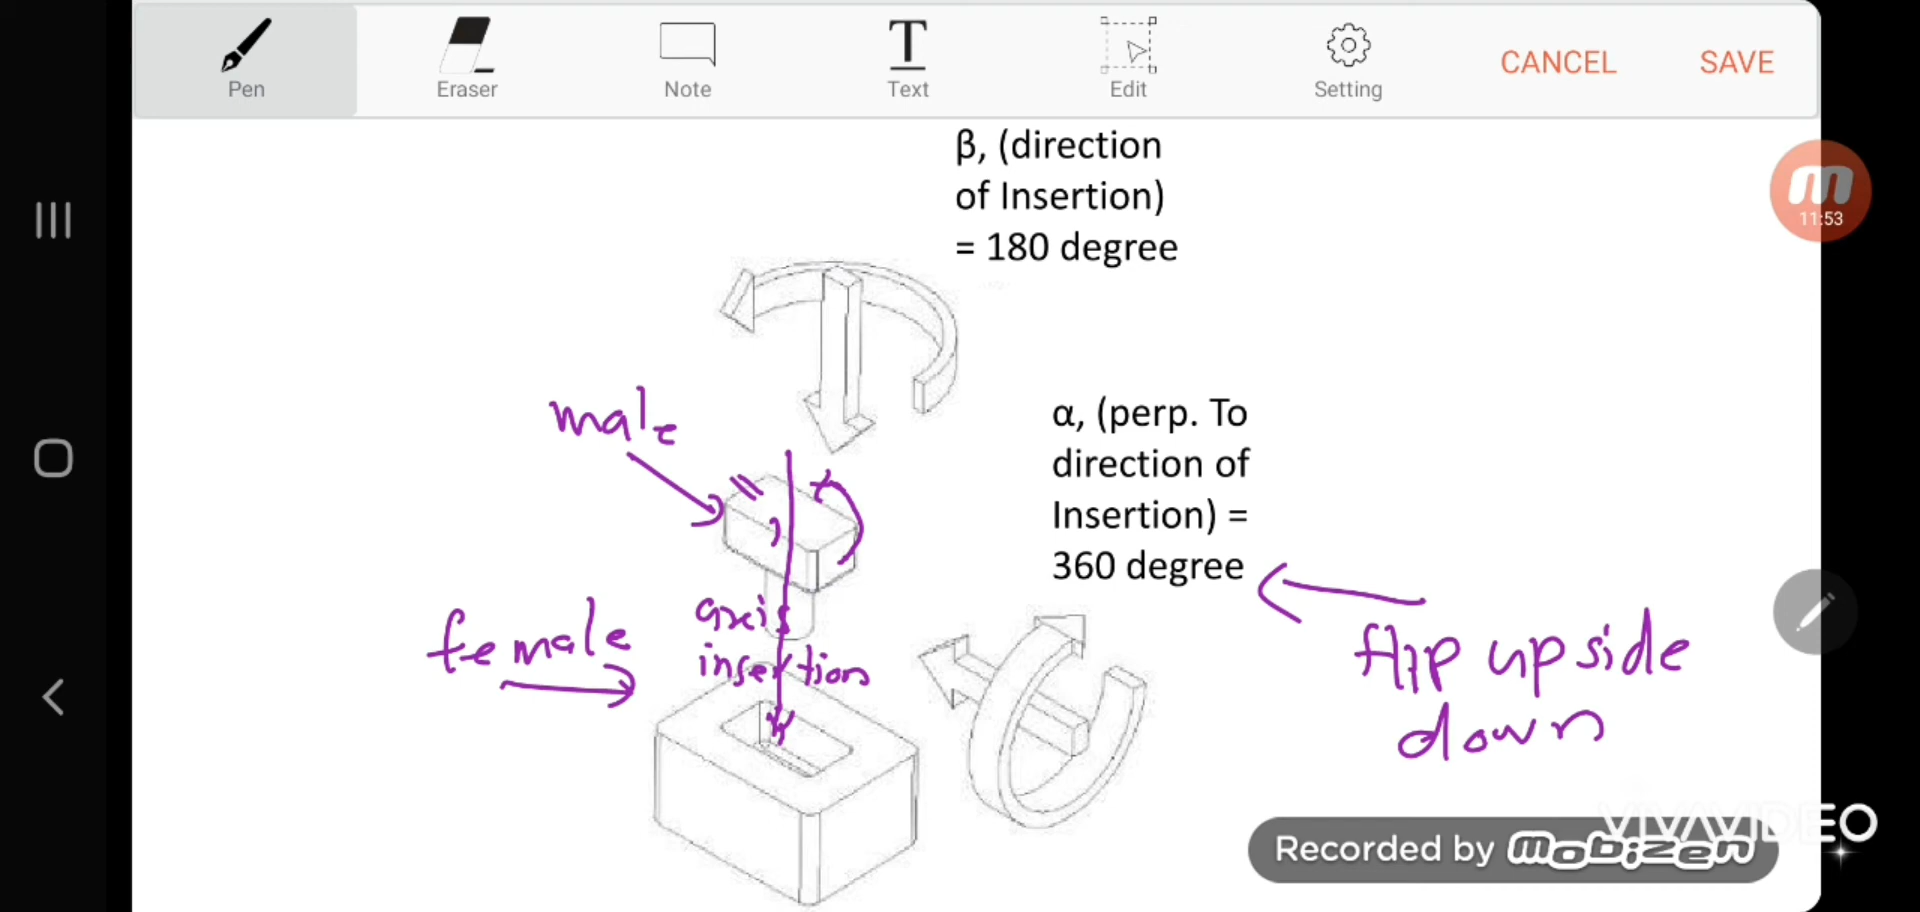 Pen
Eraser
Note
Text
Edit
Setting
CANCEL
SAVE
11:53
β, (direction
of Insertion)
= 180 degree
male
α, (perp. To
direction of
Insertion) =
360 degree
female
axis
insertion
flip upside
down
VIVAVIDEO
Recorded by mobizen